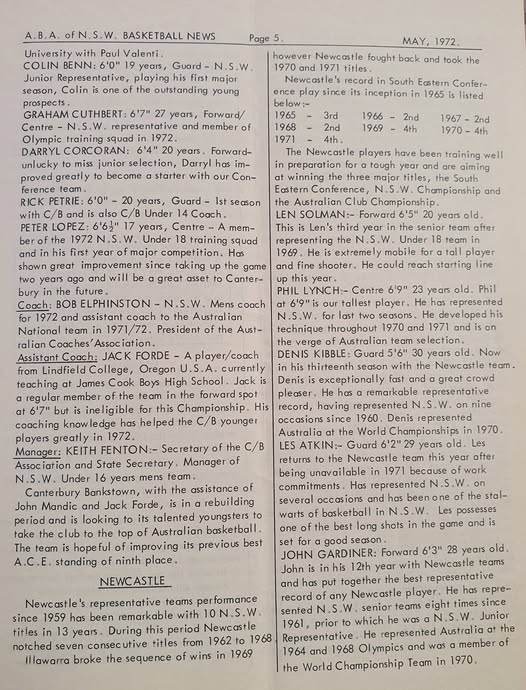 A.B.A. of N.S.W. BASKETBALL NEWS Page 5. MAY, 1972.
University with Paul Valenti.
COLIN BENN: 6'0" 19 years, Guard - N.S.W.
Junior Representative, playing his first major
season, Colin is one of the outstanding young
prospects.
GRAHAM CUTHBERT: 6'7" 27 years, Forward/
Centre - N.S.W. representative and member of
Olympic training squad in 1972.
DARRYL CORCORAN: 6'4" 20 years. Forward-
unlucky to miss junior selection, Darryl has im-
proved greatly to become a starter with our Con-
ference team.
RICK PETRIE: 6'0" - 20 years, Guard - 1st season
with C/B and is also C/B Under 14 Coach.
PETER LOPEZ: 6'6½" 17 years, Centre - A mem-
ber of the 1972 N.S.W. Under 18 training squad
and in his first year of major competition. Has
shown great improvement since taking up the game
two years ago and will be a great asset to Canter-
bury in the future.
Coach: BOB ELPHINSTON - N.S.W. Mens coach
for 1972 and assistant coach to the Australian
National team in 1971/72. President of the Aust-
ralian Coaches' Association.
Assistant Coach: JACK FORDE - A player/coach
from Lindfield College, Oregon U.S.A. currently
teaching at James Cook Boys High School. Jack is
a regular member of the team in the forward spot
at 6'7" but is ineligible for this Championship. His
coaching knowledge has helped the C/B younger
players greatly in 1972.
Manager: KEITH FENTON:- Secretary of the C/B
Association and State Secretary. Manager of
N.S.W. Under 16 years mens team.
Canterbury Bankstown, with the assistance of
John Mandic and Jack Forde, is in a rebuilding
period and is looking to its talented youngsters to
take the club to the top of Australian basketball.
The team is hopeful of improving its previous best
A.C.E. standing of ninth place.
NEWCASTLE
Newcastle's representative teams performance
since 1959 has been remarkable with 10 N.S.W.
titles in 13 years. During this period Newcastle
notched seven consecutive titles from 1962 to 1968
Illawarra broke the sequence of wins in 1969
however Newcastle fought back and took the
1970 and 1971 titles.
Newcastle's record in South Eastern Confer-
ence play since its inception in 1965 is listed
below:-
1965 - 3rd 1966 - 2nd 1967 - 2nd
1968 - 2nd 1969 - 4th 1970 - 4th
1971 - 4th.
The Newcastle players have been training well
in preparation for a tough year and are aiming
at winning the three major titles, the South
Eastern Conference, N.S.W. Championship and
the Australian Club Championship.
LEN SOLMAN:- Forward 6'5" 20 years old.
This is Len's third year in the senior team after
representing the N.S.W. Under 18 team in
1969. He is extremely mobile for a tall player
and fine shooter. He could reach starting line
up this year.
PHIL LYNCH:- Centre 6'9" 23 years old. Phil
at 6'9" is our tallest player. He has represented
N.S.W. for last two seasons. He developed his
technique throughout 1970 and 1971 and is on
the verge of Australian team selection.
DENIS KIBBLE: Guard 5'6" 30 years old. Now
in his thirteenth season with the Newcastle team.
Denis is exceptionally fast and a great crowd
pleaser. He has a remarkable representative
record, having represented N.S.W. on nine
occasions since 1960. Denis represented
Australia at the World Championships in 1970.
LES ATKIN:- Guard 6'2" 29 years old. Les
returns to the Newcastle team this year after
being unavailable in 1971 because of work
commitments. Has represented N.S.W. on
several occasions and has been one of the stal-
warts of basketball in N.S.W. Les possesses
one of the best long shots in the game and is
set for a good season.
JOHN GARDINER: Forward 6'3" 28 years old.
John is in his 12th year with Newcastle teams
and has put together the best representative
record of any Newcastle player. He has repre-
sented N.S.W. senior teams eight times since
1961, prior to which he was a N.S.W. Junior
Representative. He represented Australia at the
1964 and 1968 Olympics and was a member of
the World Championship Team in 1970.